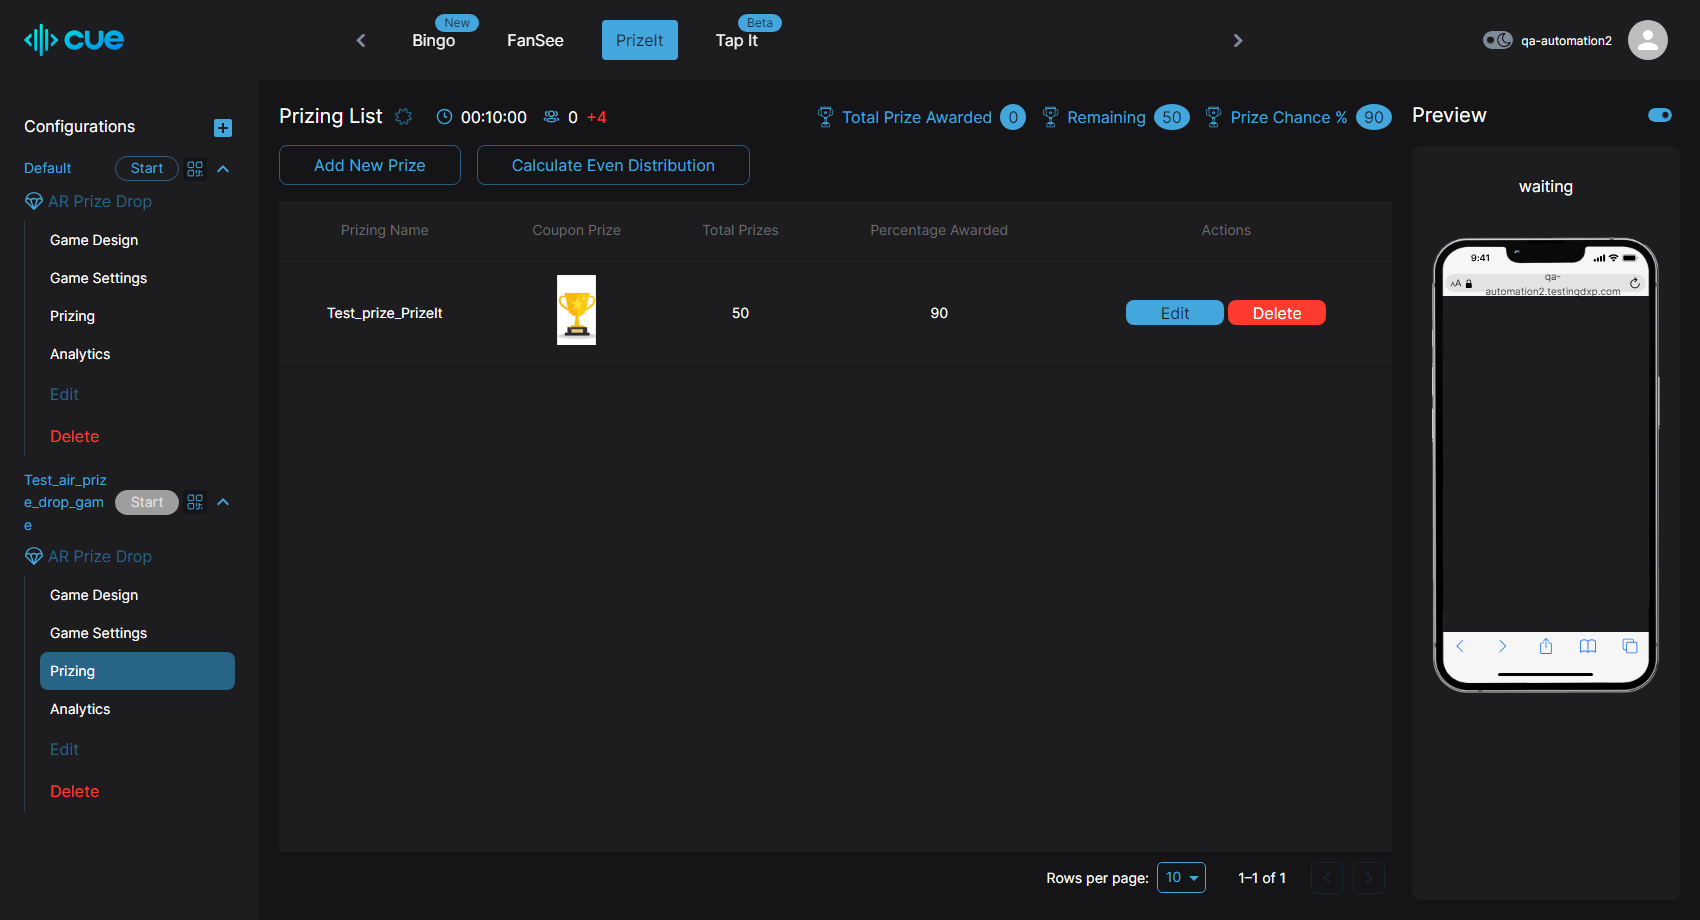 cue
New
Bingo
FanSee
PrizeIt
Beta
Tap It
qa-automation2
Configurations
Default
Start
AR Prize Drop
Game Design
Game Settings
Prizing
Analytics
Edit
Delete
Test_air_priz
e_drop_gam
e
Start
AR Prize Drop
Game Design
Game Settings
Prizing
Analytics
Edit
Delete
Prizing List 00:10:00 0 +4
Total Prize Awarded 0 Remaining 50 Prize Chance % 90
Add New Prize Calculate Even Distribution
Prizing Name Coupon Prize Total Prizes Percentage Awarded Actions
Test_prize_PrizeIt 50 90 Edit Delete
Rows per page: 10 1–1 of 1
Preview
waiting
9:41
AA qa-
automation2.testingdxp.com